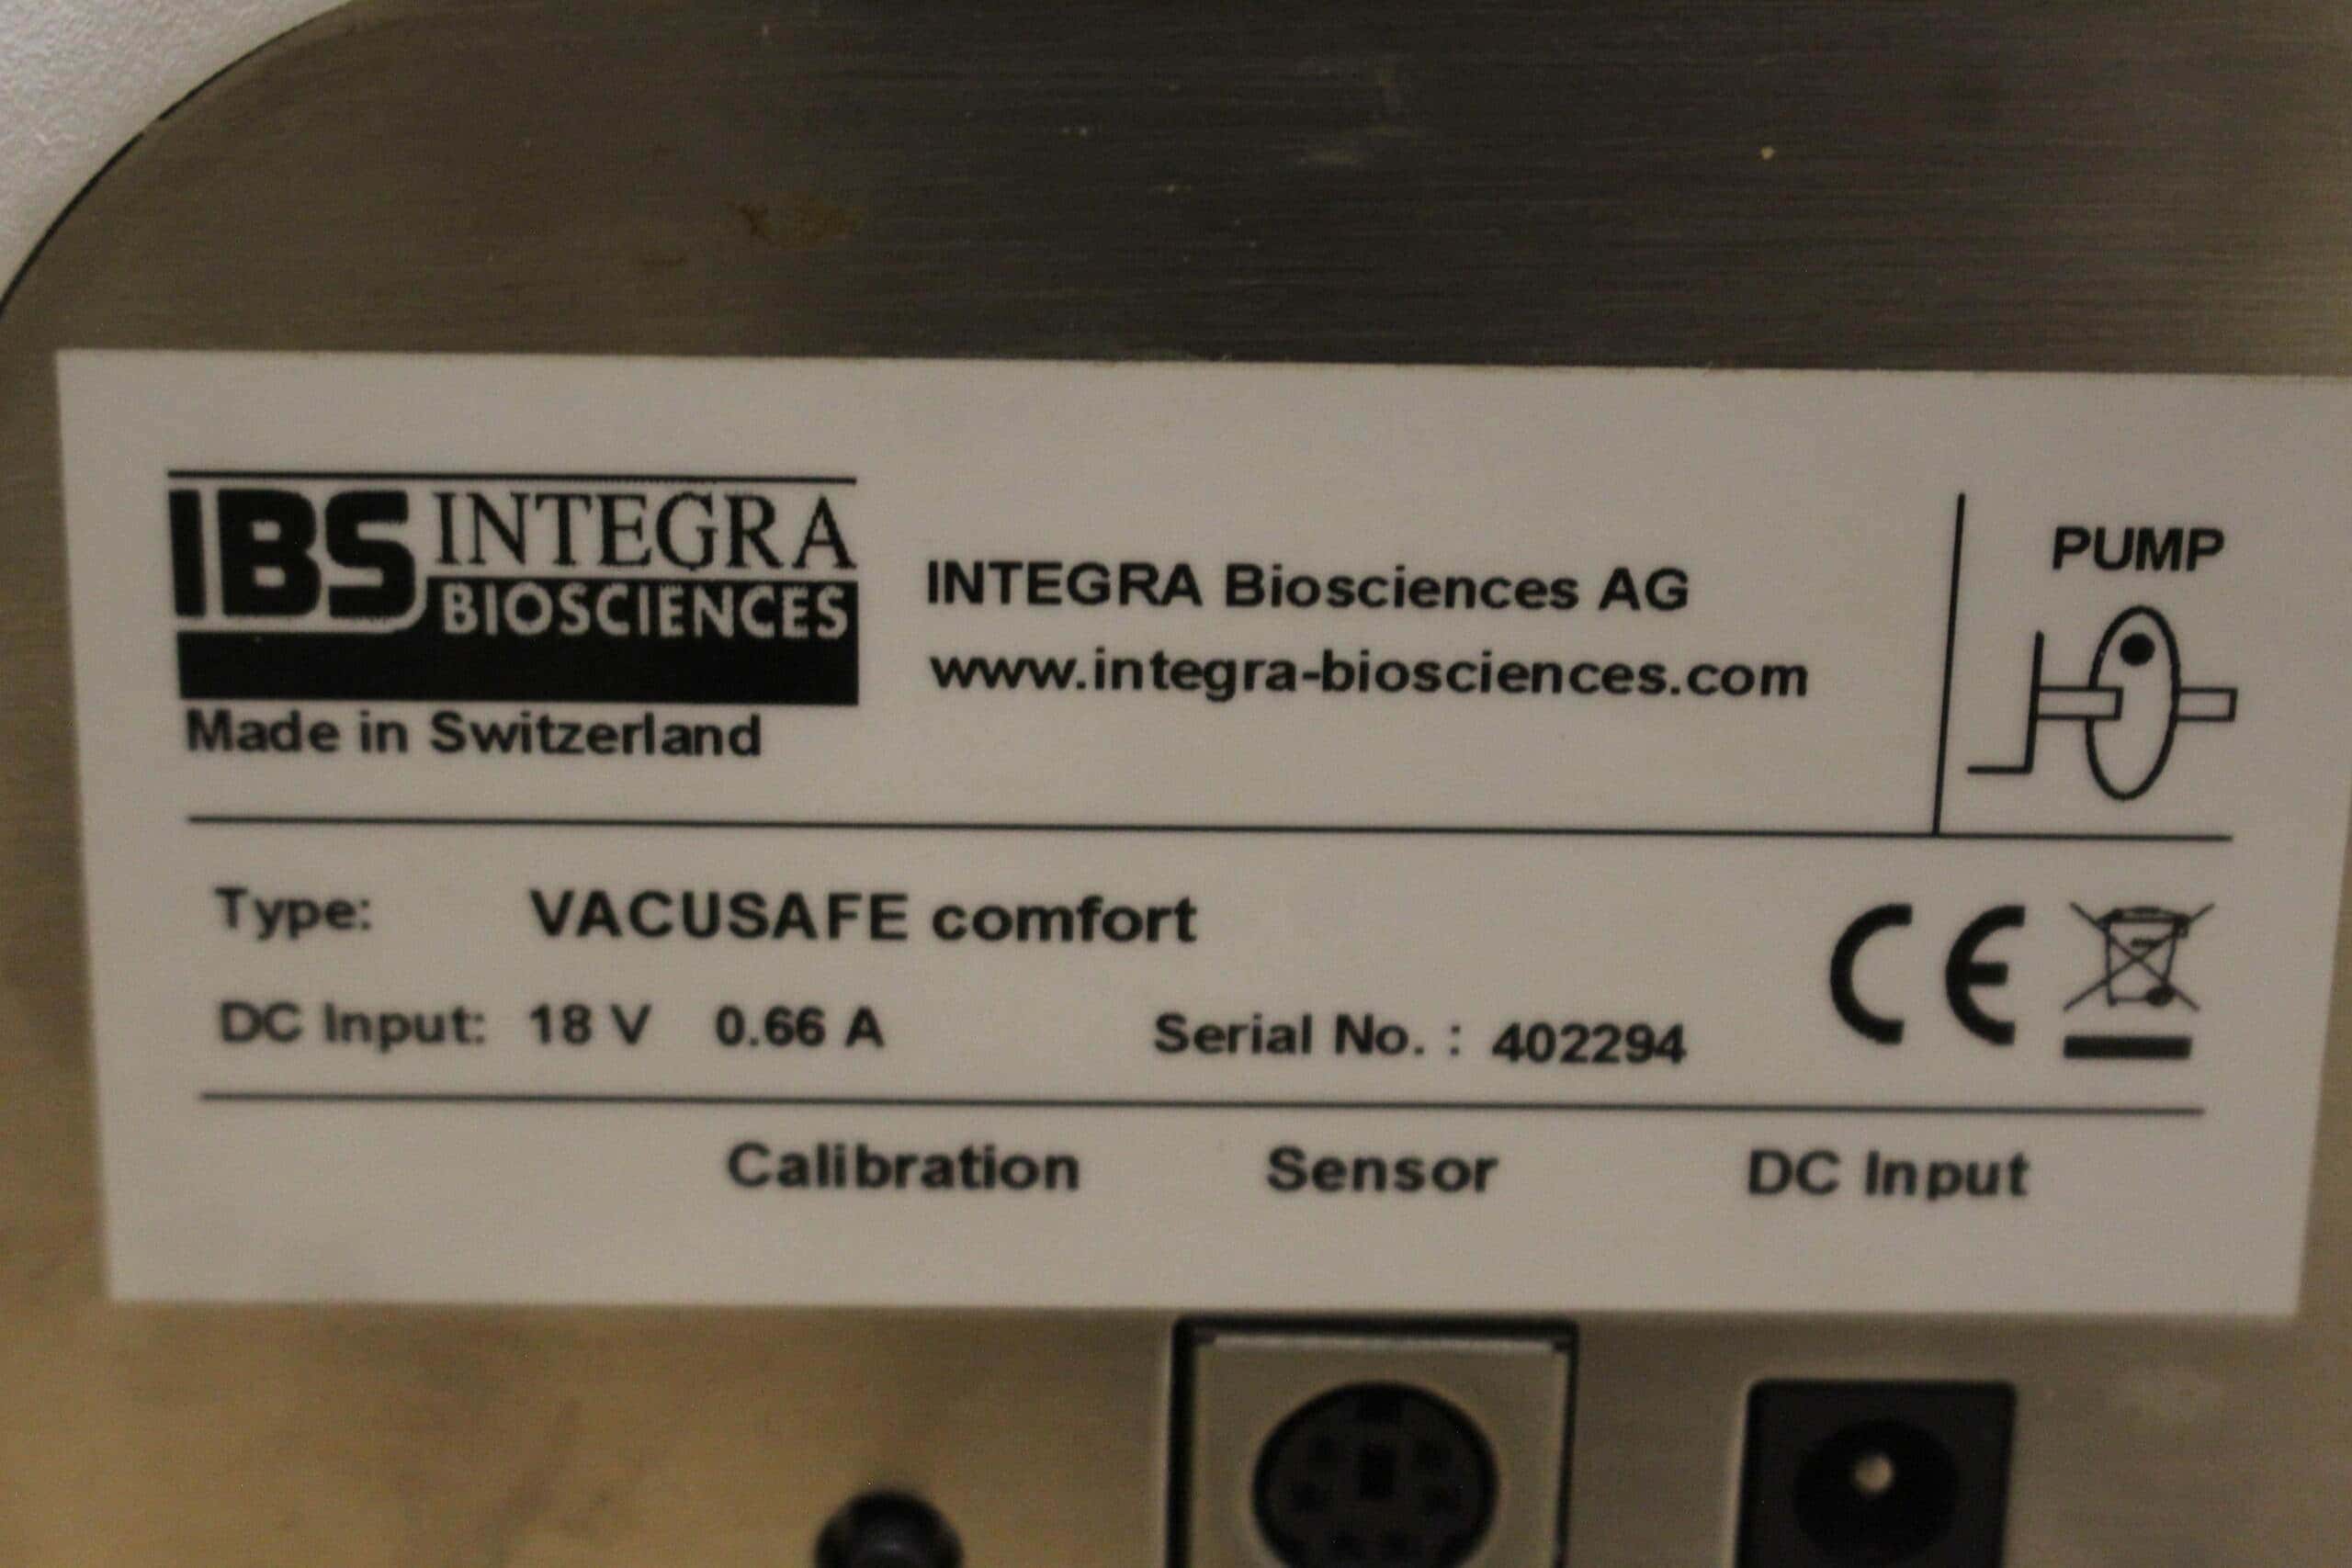 IBS INTEGRA
BIOSCIENCES
Made in Switzerland
INTEGRA Biosciences AG
www.integra-biosciences.com
PUMP
Type: VACUSAFE comfort
DC Input: 18 V 0.66 A
Serial No. : 402294
CE
Calibration Sensor DC Input